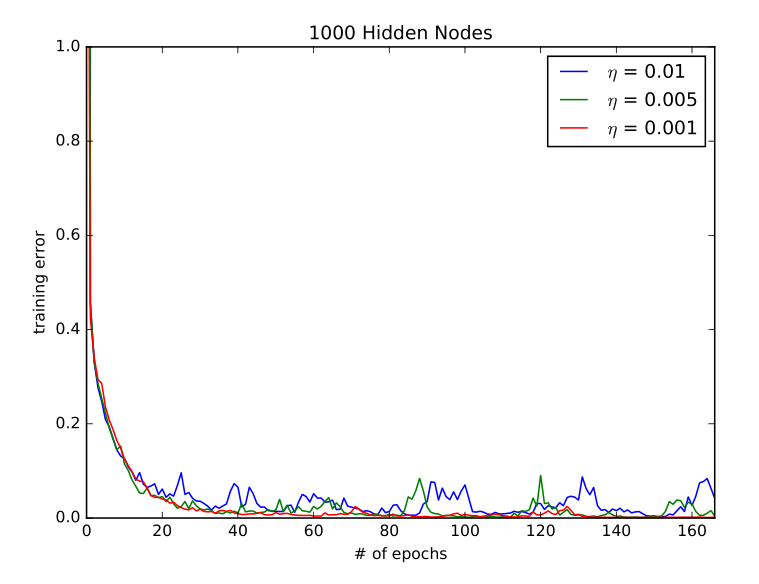 1000 Hidden Nodes
η = 0.01
η = 0.005
η = 0.001
1.0
0.8
0.6
0.4
0.2
0.0
training error
0 20 40 60 80 100 120 140 160
# of epochs